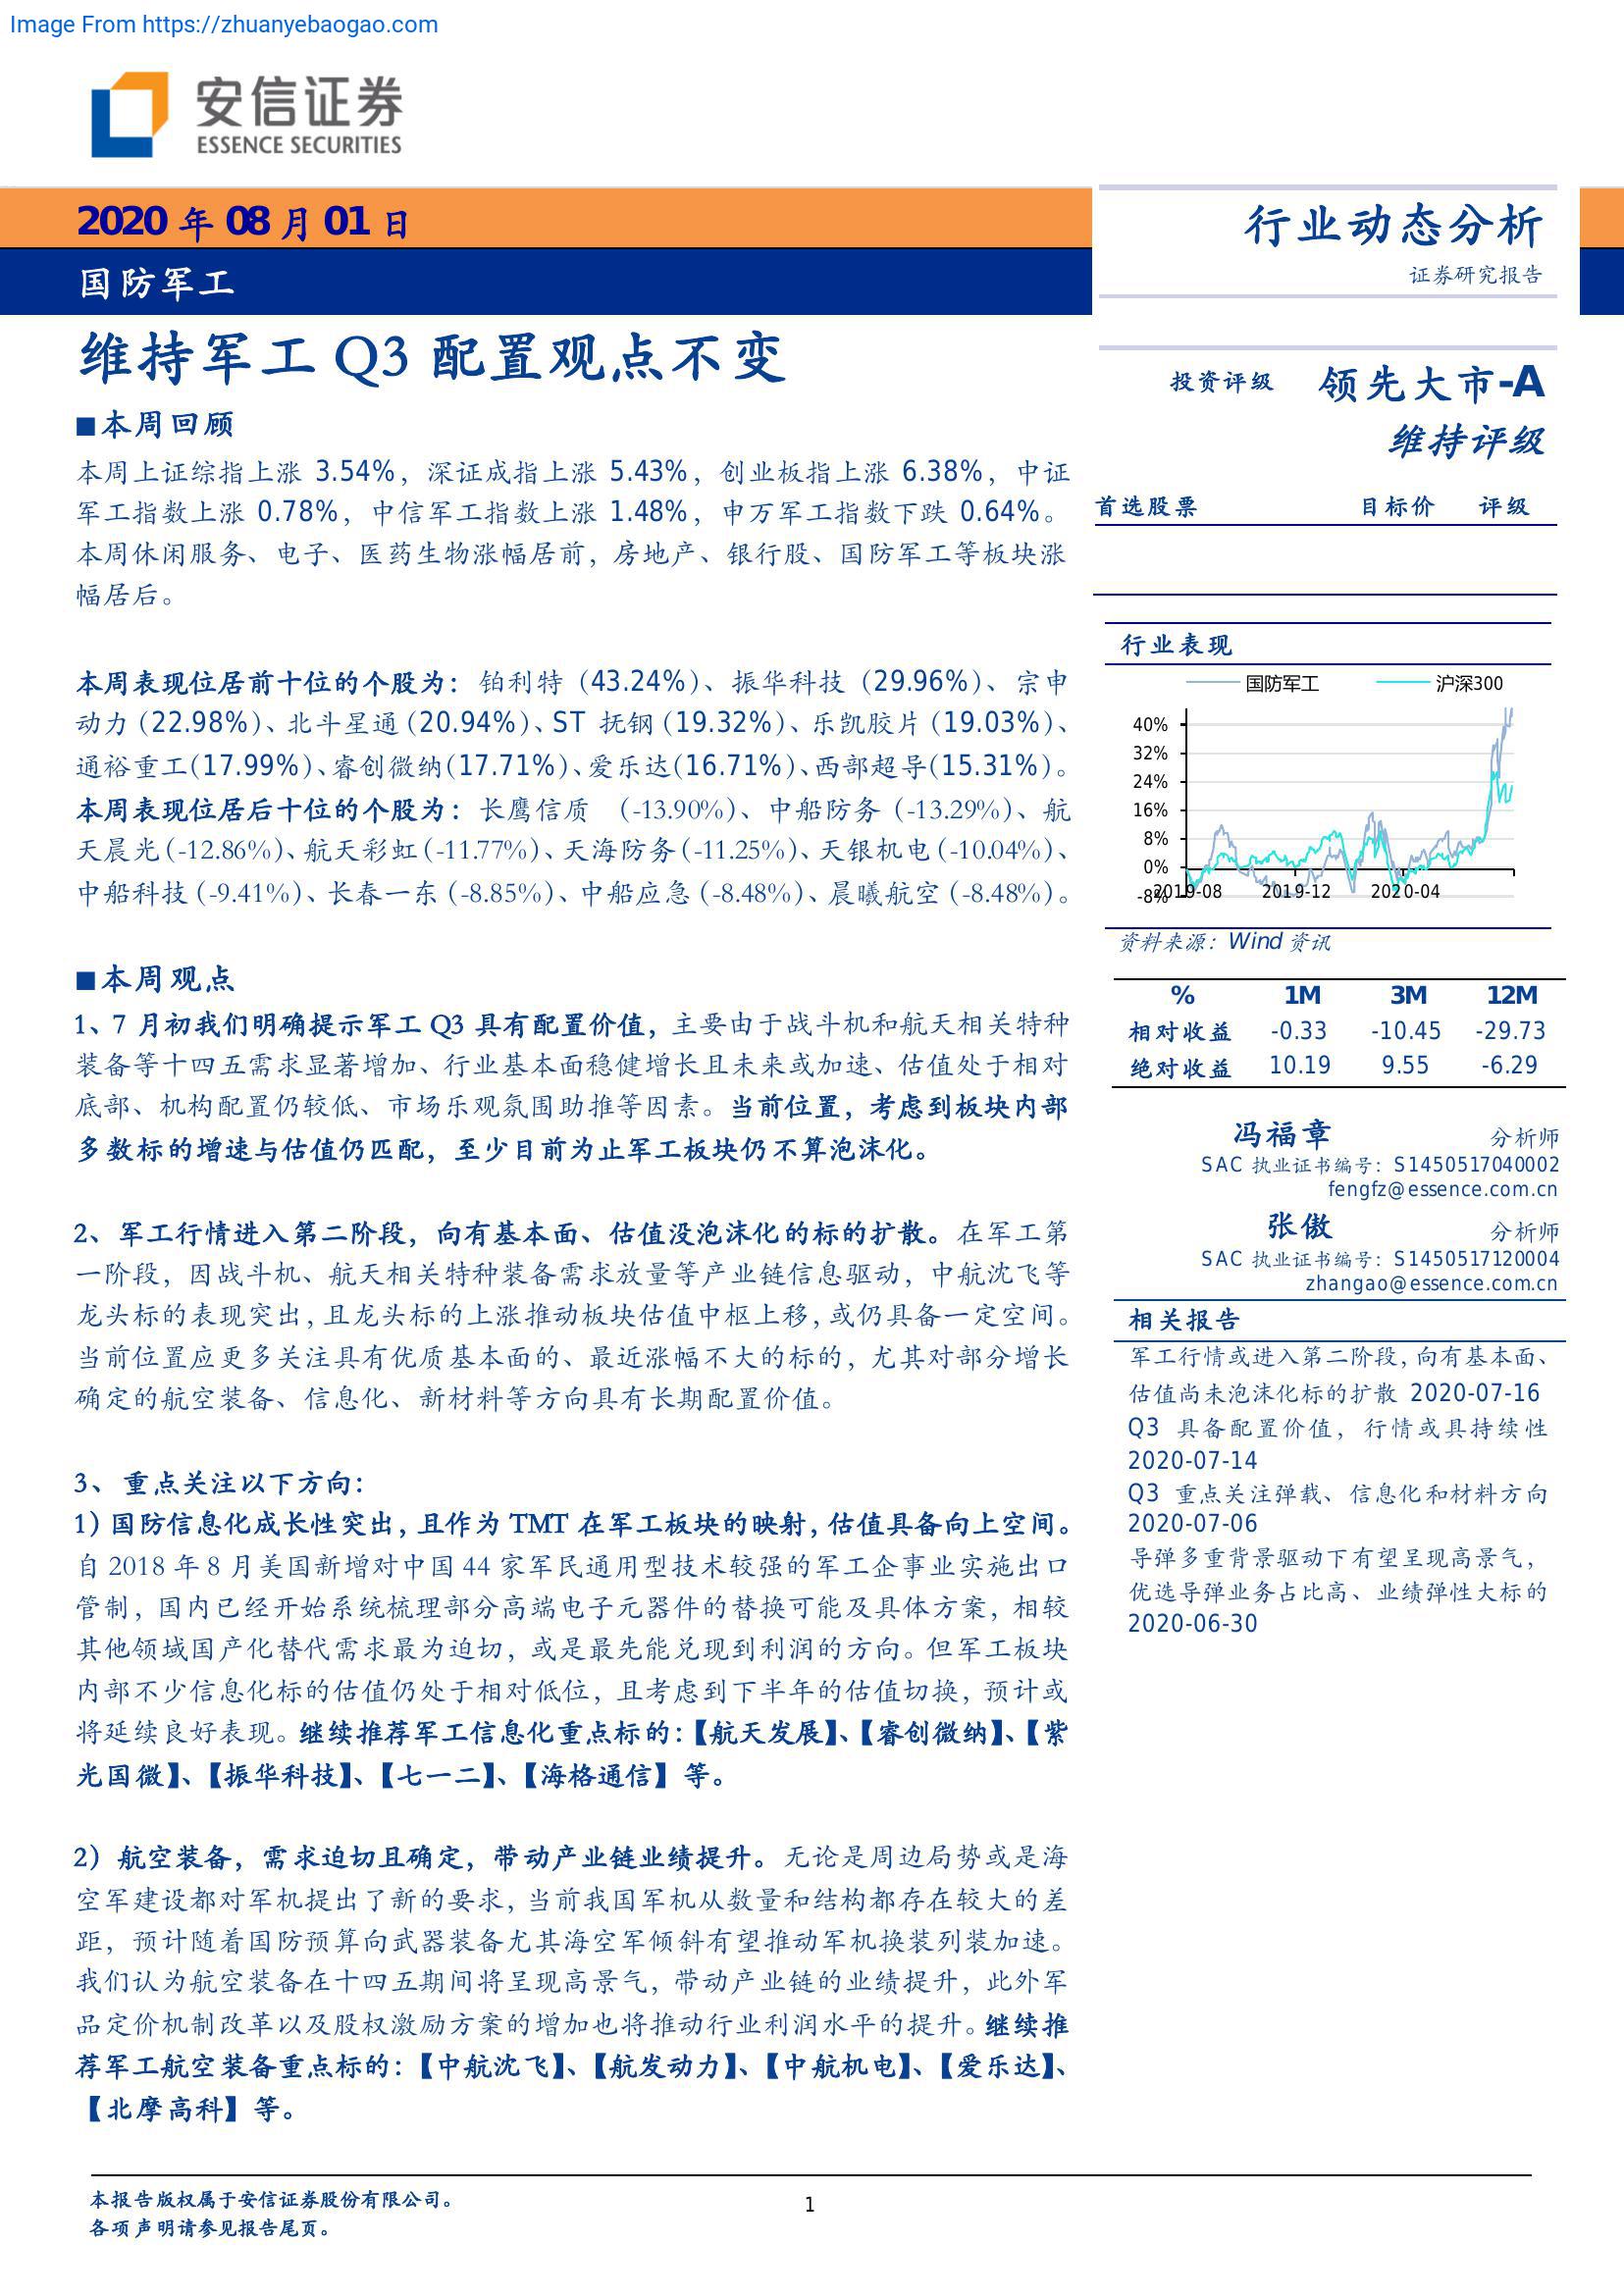 Image From https://zhuanyebaogao.com
安信证券
ESSENCE SECURITIES
2020 年 08 月 01 日
国防军工
行业动态分析
证券研究报告
维持军工 Q3 配置观点不变
■本周回顾
本周上证综指上涨 3.54%，深证成指上涨 5.43%，创业板指上涨 6.38%，中证
军工指数上涨 0.78%，中信军工指数上涨 1.48%，申万军工指数下跌 0.64%。
本周休闲服务、电子、医药生物涨幅居前，房地产、银行股、国防军工等板块涨
幅居后。
本周表现位居前十位的个股为：铂利特（43.24%）、振华科技（29.96%）、宗申
动力（22.98%）、北斗星通（20.94%）、ST 抚钢（19.32%）、乐凯胶片（19.03%）、
通裕重工(17.99%)、睿创微纳(17.71%)、爱乐达(16.71%)、西部超导(15.31%)。
本周表现位居后十位的个股为：长鹰信质 （-13.90%）、中船防务（-13.29%）、航
天晨光（-12.86%）、航天彩虹（-11.77%）、天海防务（-11.25%）、天银机电（-10.04%）、
中船科技（-9.41%）、长春一东（-8.85%）、中船应急（-8.48%）、晨曦航空（-8.48%）。
■本周观点
1、7 月初我们明确提示军工 Q3 具有配置价值，主要由于战斗机和航天相关特种
装备等十四五需求显著增加、行业基本面稳健增长且未来或加速、估值处于相对
底部、机构配置仍较低、市场乐观氛围助推等因素。当前位置，考虑到板块内部
多数标的增速与估值仍匹配，至少目前为止军工板块仍不算泡沫化。
2、军工行情进入第二阶段，向有基本面、估值没泡沫化的标的扩散。在军工第
一阶段，因战斗机、航天相关特种装备需求放量等产业链信息驱动，中航沈飞等
龙头标的表现突出，且龙头标的上涨推动板块估值中枢上移，或仍具备一定空间。
当前位置应更多关注具有优质基本面的、最近涨幅不大的标的，尤其对部分增长
确定的航空装备、信息化、新材料等方向具有长期配置价值。
3、重点关注以下方向：
1）国防信息化成长性突出，且作为 TMT 在军工板块的映射，估值具备向上空间。
自 2018 年 8 月美国新增对中国 44 家军民通用型技术较强的军工企事业实施出口
管制，国内已经开始系统梳理部分高端电子元器件的替换可能及具体方案，相较
其他领域国产化替代需求最为迫切，或是最先能兑现到利润的方向。但军工板块
内部不少信息化标的估值仍处于相对低位，且考虑到下半年的估值切换，预计或
将延续良好表现。继续推荐军工信息化重点标的：【航天发展】、【睿创微纳】、【紫
光国微】、【振华科技】、【七一二】、【海格通信】等。
2）航空装备，需求迫切且确定，带动产业链业绩提升。无论是周边局势或是海
空军建设都对军机提出了新的要求，当前我国军机从数量和结构都存在较大的差
距，预计随着国防预算向武器装备尤其海空军倾斜有望推动军机换装列装加速。
我们认为航空装备在十四五期间将呈现高景气，带动产业链的业绩提升，此外军
品定价机制改革以及股权激励方案的增加也将推动行业利润水平的提升。继续推
荐军工航空装备重点标的：【中航沈飞】、【航发动力】、【中航机电】、【爱乐达】、
【北摩高科】等。
投资评级 领先大市-A
维持评级
首选股票 目标价 评级
行业表现
国防军工 沪深300
40%
32%
24%
16%
8%
0%
-8%
2019-08 2019-12 2020-04
资料来源：Wind 资讯
% 1M 3M 12M
相对收益 -0.33 -10.45 -29.73
绝对收益 10.19 9.55 -6.29
冯福章 分析师
SAC 执业证书编号：S1450517040002
fengfz@essence.com.cn
张傲 分析师
SAC 执业证书编号：S1450517120004
zhangao@essence.com.cn
相关报告
军工行情或进入第二阶段，向有基本面、
估值尚未泡沫化标的扩散 2020-07-16
Q3 具备配置价值，行情或具持续性
2020-07-14
Q3 重点关注弹载、信息化和材料方向
2020-07-06
导弹多重背景驱动下有望呈现高景气，
优选导弹业务占比高、业绩弹性大标的
2020-06-30
本报告版权属于安信证券股份有限公司。
各项声明请参见报告尾页。
1